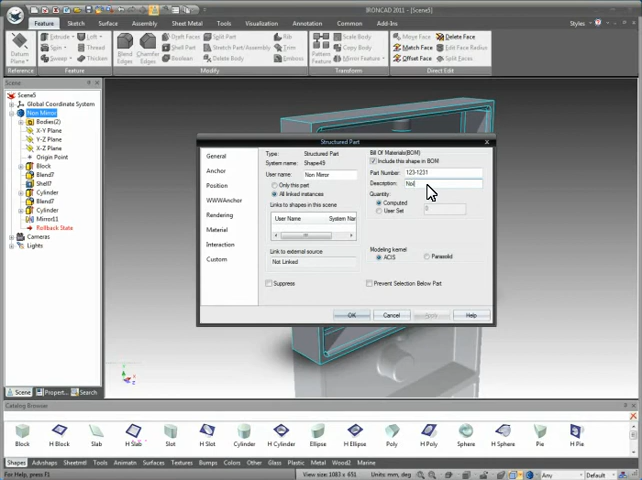 IRONCAD 2011 - [Scene5]
Feature Sketch Surface Assembly Sheet Metal Tools Visualization Annotation Common Add-Ins Styles
Extrude Loft Split Part Rib Scale Body Merge Face Delete Face
Spin Thicken Shell Draft Trim Mirror Feature Match Face Edit Face Radius
Sweep Stretch Part/Assembly Emboss Offset Face Split Faces
Datum Plane Blend Edges Chamfer Edges Pattern Feature
Reference Feature Modify Transform Direct Edit
Scene
Scene5
Global Coordinate System
Non Mirror
Bodies(2)
X-Y Plane
Y-Z Plane
X-Z Plane
Origin Point
Block
Blend7
Shell7
Cylinder
Blend7
Cylinder
Mirror11
Rollback State
Cameras
Lights
Structured Part
General
Anchor
Position
WWWAnchor
Rendering
Material
Interaction
Custom
Type: Structured Part
System name: Shape49
User name: Non Mirror
Only this part
All linked instances
Links to shapes in this scene
User Name System Nar
Link to external source
Not Linked
Suppress
Bill Of Materials(BOM)
Include this shape in BOM
Part Number: 123-1231
Description: Nol
Quantity:
Computed
User Set
Modeling kernel
ACIS Parasolid
Prevent Selection Below Part
OK Cancel Apply Help
Scene Propert... Search
Catalog Browser
Block H Block Slab H Slab Slot H Slot Cylinder H Cylinder Ellipse H Ellipse Poly H Poly Sphere H Sphere Pie H Pie
Shapes Advshaps Sheetmtl Tools Animatn Surfaces Textures Bumps Colors Other Glass Plastic Metal Wood2 Marine
For Help, press F1 View size: 1083 x 651 Units: mm, deg Any Default